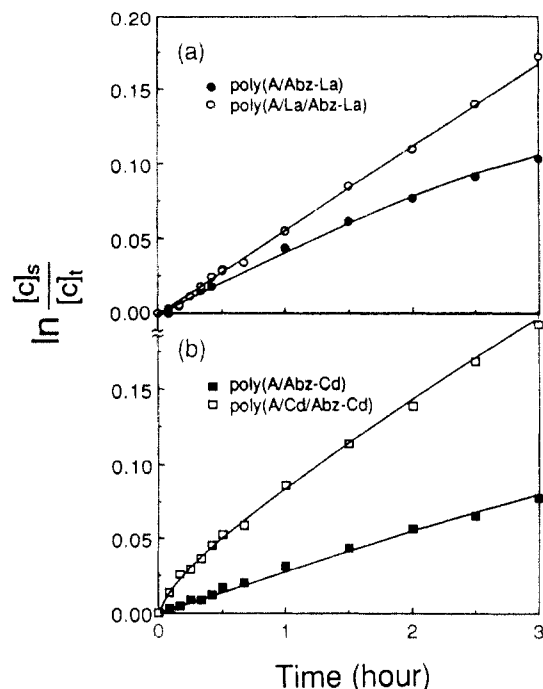 0.20
(a)
● poly(A/Abz-La)
○ poly(A/La/Abz-La)
0.15
0.10
0.05
0.00
ln [c]s/[c]t
(b)
■ poly(A/Abz-Cd)
□ poly(A/Cd/Abz-Cd)
0.15
0.10
0.05
0.00
0 1 2 3
Time (hour)